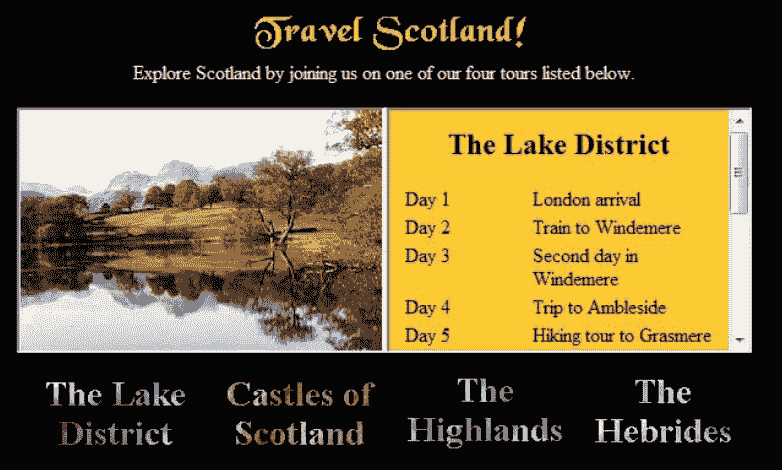 Travel Scotland!
Explore Scotland by joining us on one of our four tours listed below.
The Lake District
Day 1 London arrival
Day 2 Train to Windemere
Day 3 Second day in
Windemere
Day 4 Trip to Ambleside
Day 5 Hiking tour to Grasmere
The Lake
District
Castles of
Scotland
The
Highlands
The
Hebrides